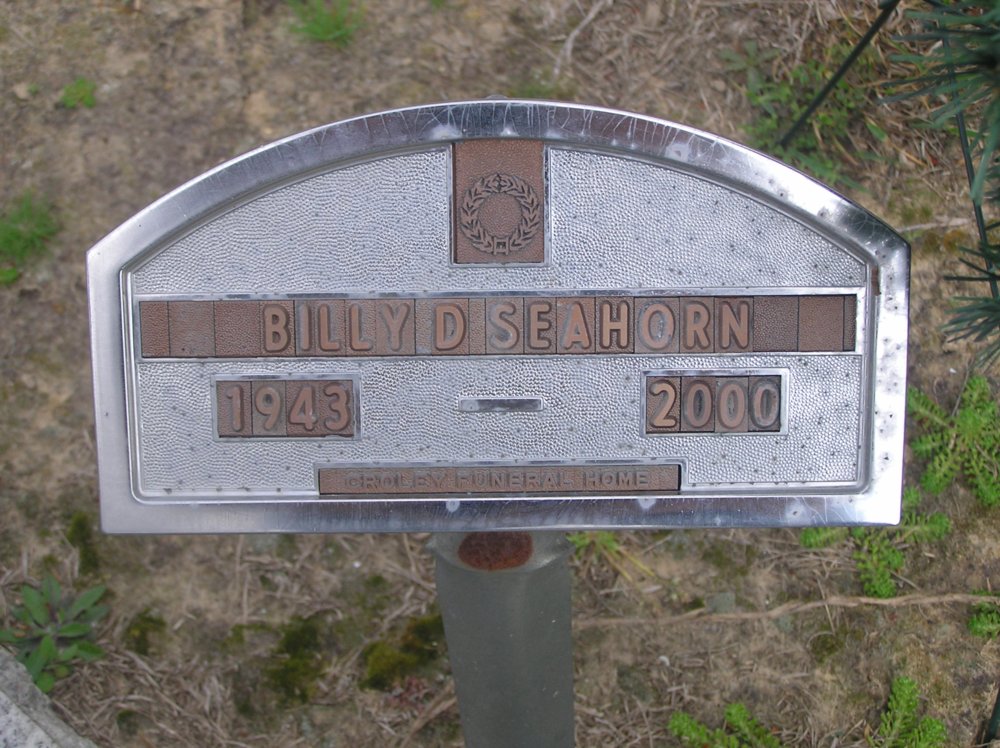 BILLY D SEAHORN
1943 - 2000
CROLEY FUNERAL HOME